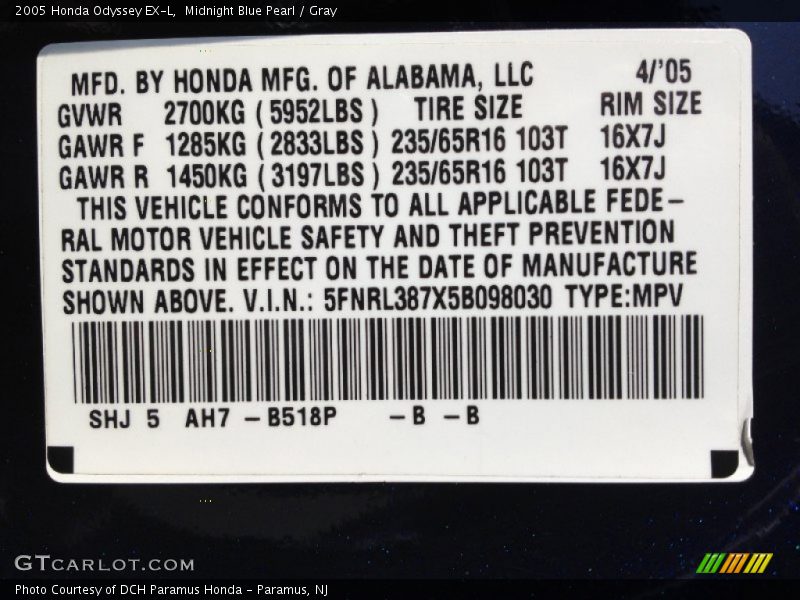 2005 Honda Odyssey EX-L,  Midnight Blue Pearl / Gray
MFD. BY HONDA MFG. OF ALABAMA, LLC 4/'05
GVWR 2700KG ( 5952LBS ) TIRE SIZE RIM SIZE
GAWR F 1285KG ( 2833LBS ) 235/65R16 103T 16X7J
GAWR R 1450KG ( 3197LBS ) 235/65R16 103T 16X7J
THIS VEHICLE CONFORMS TO ALL APPLICABLE FEDE-
RAL MOTOR VEHICLE SAFETY AND THEFT PREVENTION
STANDARDS IN EFFECT ON THE DATE OF MANUFACTURE
SHOWN ABOVE. V.I.N.: 5FNRL387X5B098030 TYPE:MPV
SHJ 5 AH7 -B518P -B -B
GTCARLOT.COM
Photo Courtesy of DCH Paramus Honda - Paramus, NJ